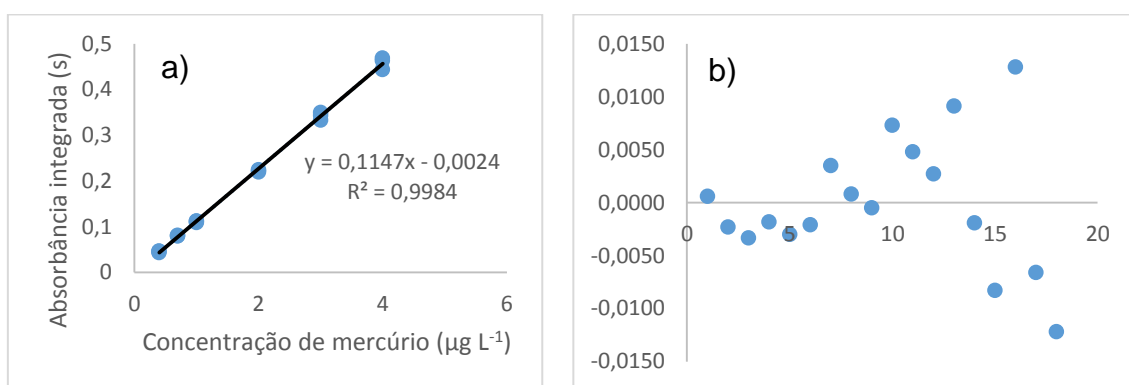 a)
Absorbância integrada (s)
0,5
0,4
0,3
0,2
0,1
0
y = 0,1147x - 0,0024
R² = 0,9984
0 2 4 6
Concentração de mercúrio (µg L⁻¹)
b)
0,0150
0,0100
0,0050
0,0000
-0,0050
-0,0100
-0,0150
0 5 10 15 20